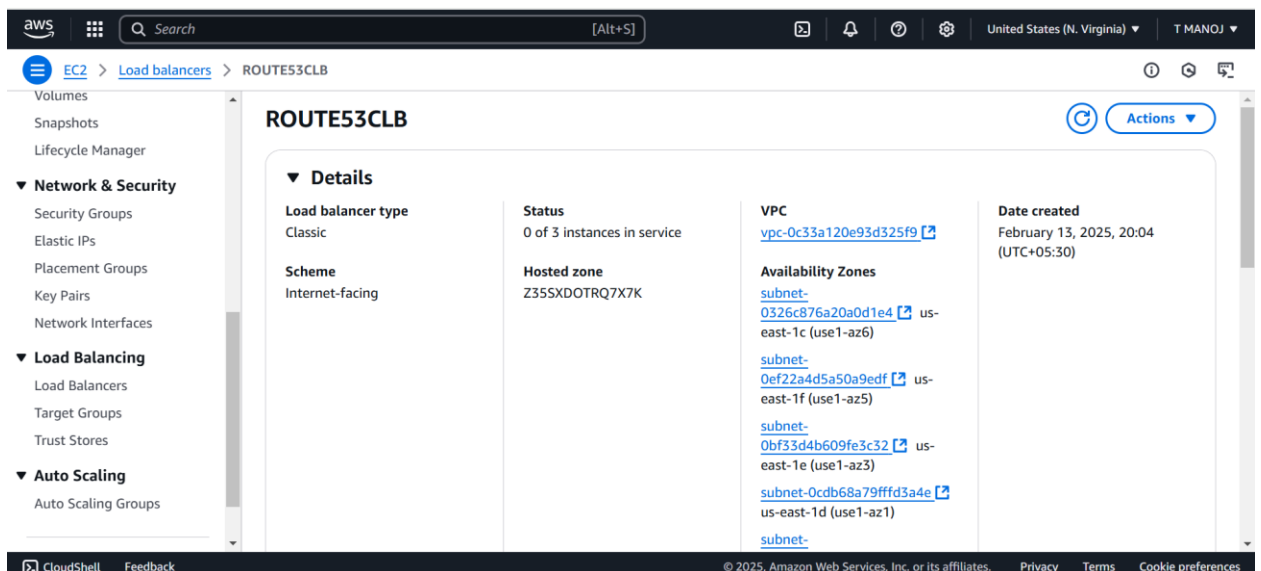 aws
Search
[Alt+S]
United States (N. Virginia)
T MANOJ
EC2 > Load balancers > ROUTE53CLB
Volumes
Snapshots
Lifecycle Manager
Network & Security
Security Groups
Elastic IPs
Placement Groups
Key Pairs
Network Interfaces
Load Balancing
Load Balancers
Target Groups
Trust Stores
Auto Scaling
Auto Scaling Groups
ROUTE53CLB
Actions
Details
Load balancer type
Classic
Scheme
Internet-facing
Status
0 of 3 instances in service
Hosted zone
Z35SXDOTRQ7X7K
VPC
vpc-0c33a120e93d325f9
Availability Zones
subnet-
0326c876a20a0d1e4 us-
east-1c (use1-az6)
subnet-
0ef22a4d5a50a9edf us-
east-1f (use1-az5)
subnet-
0bf33d4b609fe3c32 us-
east-1e (use1-az3)
subnet-0cdb68a79fffd3a4e
us-east-1d (use1-az1)
subnet-
Date created
February 13, 2025, 20:04
(UTC+05:30)
CloudShell Feedback
© 2025, Amazon Web Services, Inc. or its affiliates. Privacy Terms Cookie preferences